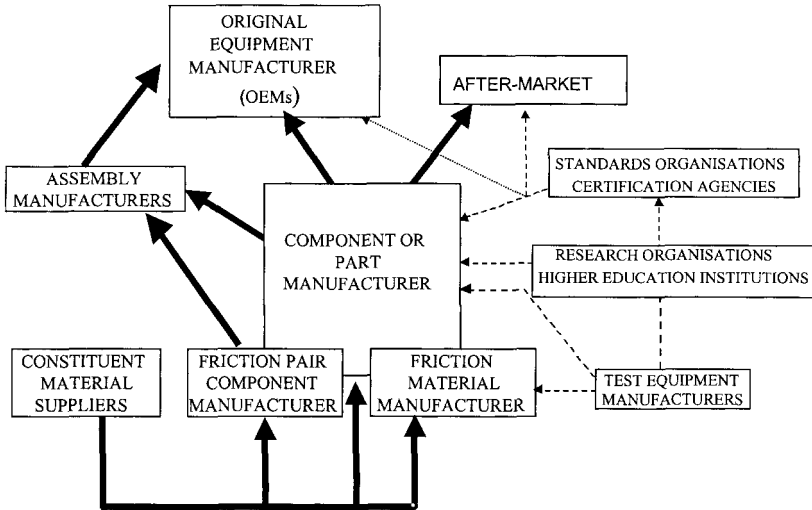 ORIGINAL
EQUIPMENT
MANUFACTURER
(OEMs)
AFTER-MARKET
ASSEMBLY
MANUFACTURERS
STANDARDS ORGANISATIONS
CERTIFICATION AGENCIES
COMPONENT OR
PART
MANUFACTURER
RESEARCH ORGANISATIONS
HIGHER EDUCATION INSTITUTIONS
CONSTITUENT
MATERIAL
SUPPLIERS
FRICTION PAIR
COMPONENT
MANUFACTURER
FRICTION
MATERIAL
MANUFACTURER
TEST EQUIPMENT
MANUFACTURERS